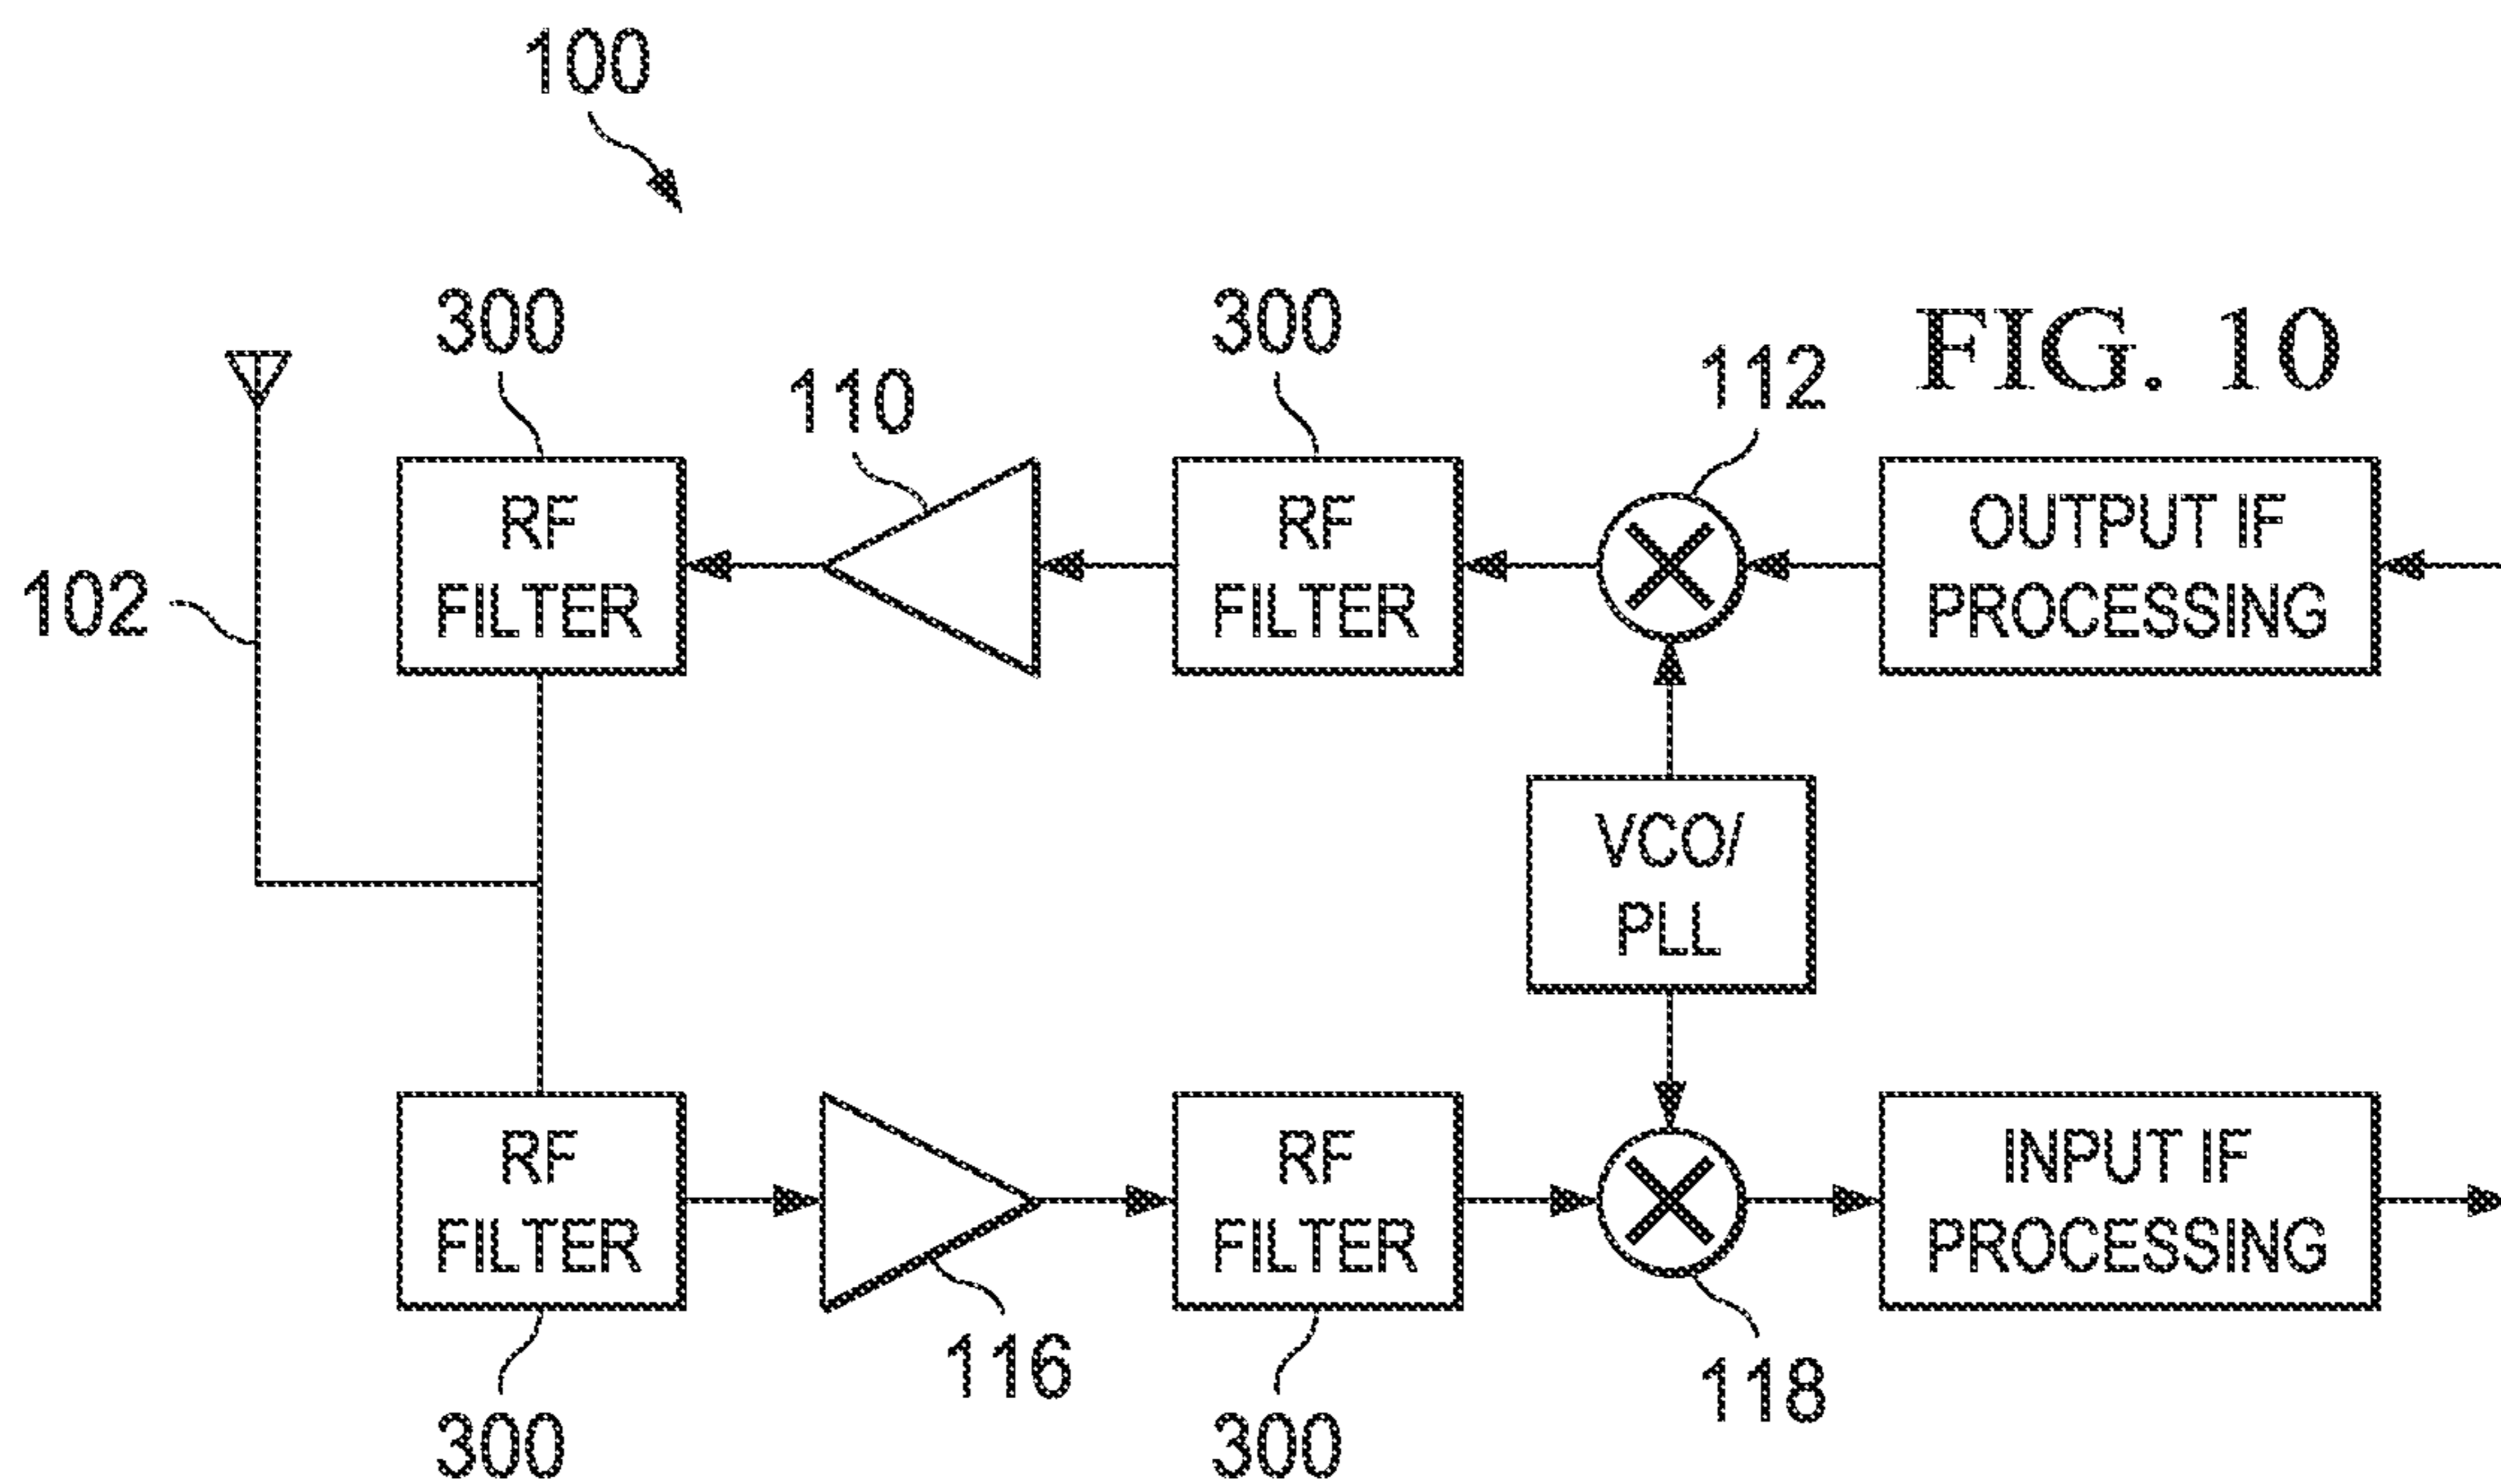 100
300
300
FIG. 10
110
112
102
RF
FILTER
RF
FILTER
OUTPUT IF
PROCESSING
VCO/
PLL
RF
FILTER
RF
FILTER
INPUT IF
PROCESSING
116
118
300
300